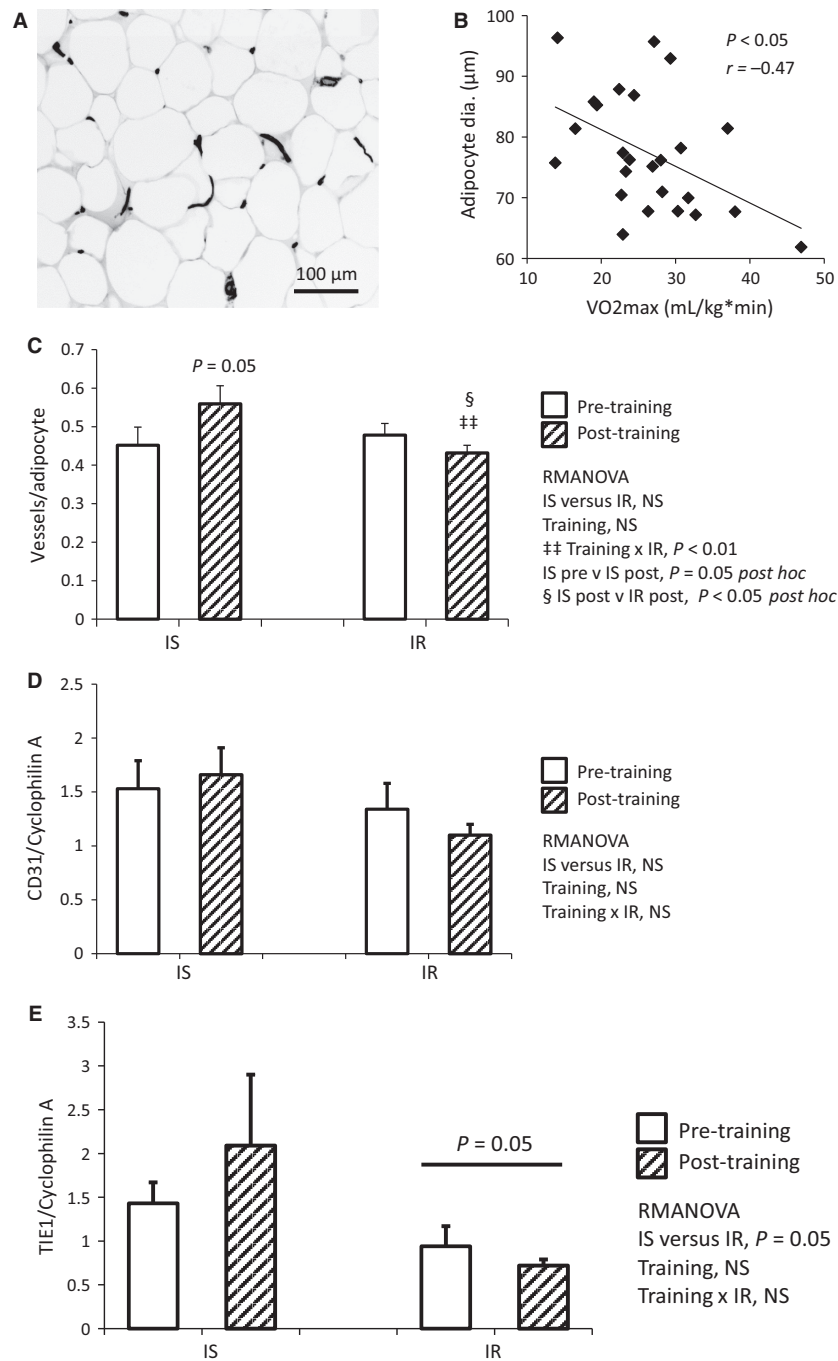 A
100 µm
B
P < 0.05
r = –0.47
Adipocyte dia. (µm)
100
90
80
70
60
10 20 30 40 50
VO2max (mL/kg*min)
C
Vessels/adipocyte
0.7
0.6
0.5
0.4
0.3
0.2
0.1
0
P = 0.05
§
‡‡
IS IR
Pre-training
Post-training
RMANOVA
IS versus IR, NS
Training, NS
‡‡ Training x IR, P < 0.01
IS pre v IS post, P = 0.05 post hoc
§ IS post v IR post, P < 0.05 post hoc
D
CD31/Cyclophilin A
2.5
2
1.5
1
0.5
0
IS IR
Pre-training
Post-training
RMANOVA
IS versus IR, NS
Training, NS
Training x IR, NS
E
TIE1/Cyclophilin A
3.5
3
2.5
2
1.5
1
0.5
0
P = 0.05
IS IR
Pre-training
Post-training
RMANOVA
IS versus IR, P = 0.05
Training, NS
Training x IR, NS